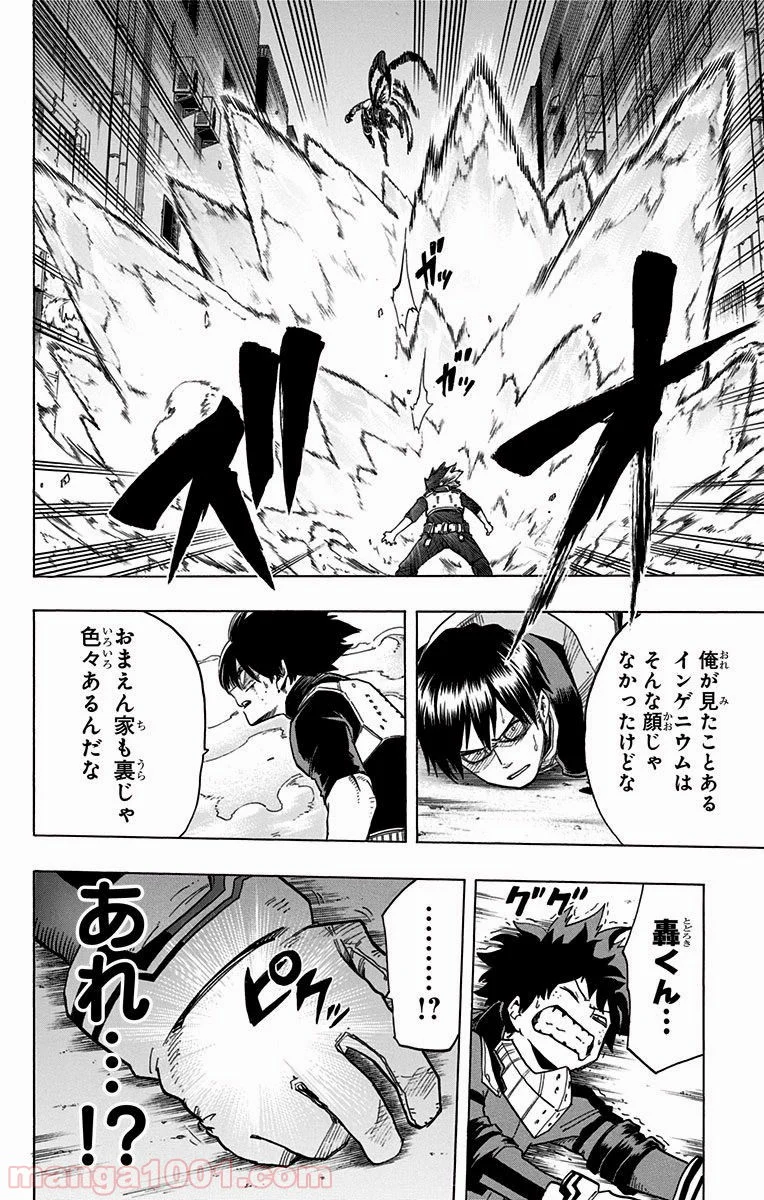 ガッ
ガッ
オ
ズ
俺が見たことある
インゲニウムは
そんな顔じゃ
なかったけどな
おまえん家も裏じゃ
色々あるんだな
轟くん…
グググ
……!?
ピクッ
あれ…!?
manga1001.com